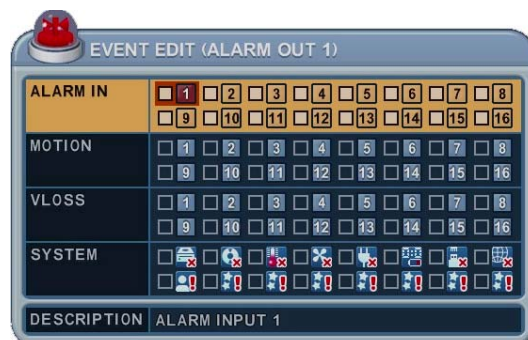 EVENT EDIT (ALARM OUT 1)
ALARM IN 1 2 3 4 5 6 7 8
9 10 11 12 13 14 15 16
MOTION 1 2 3 4 5 6 7 8
9 10 11 12 13 14 15 16
VLOSS 1 2 3 4 5 6 7 8
9 10 11 12 13 14 15 16
SYSTEM
DESCRIPTION ALARM INPUT 1